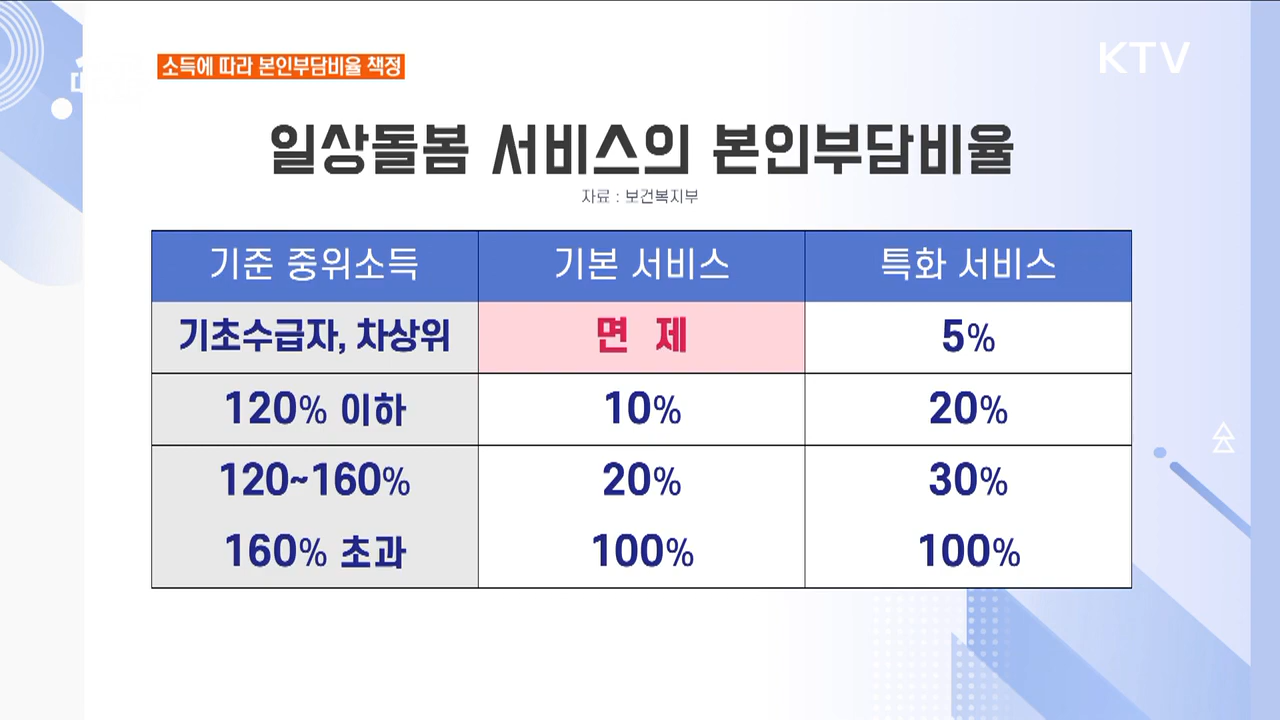 소득에 따라 본인부담비율 책정
KTV
일상돌봄 서비스의 본인부담비율
자료 : 보건복지부
기준 중위소득 기본 서비스 특화 서비스
기초수급자, 차상위 면 제 5%
120% 이하 10% 20%
120~160% 20% 30%
160% 초과 100% 100%